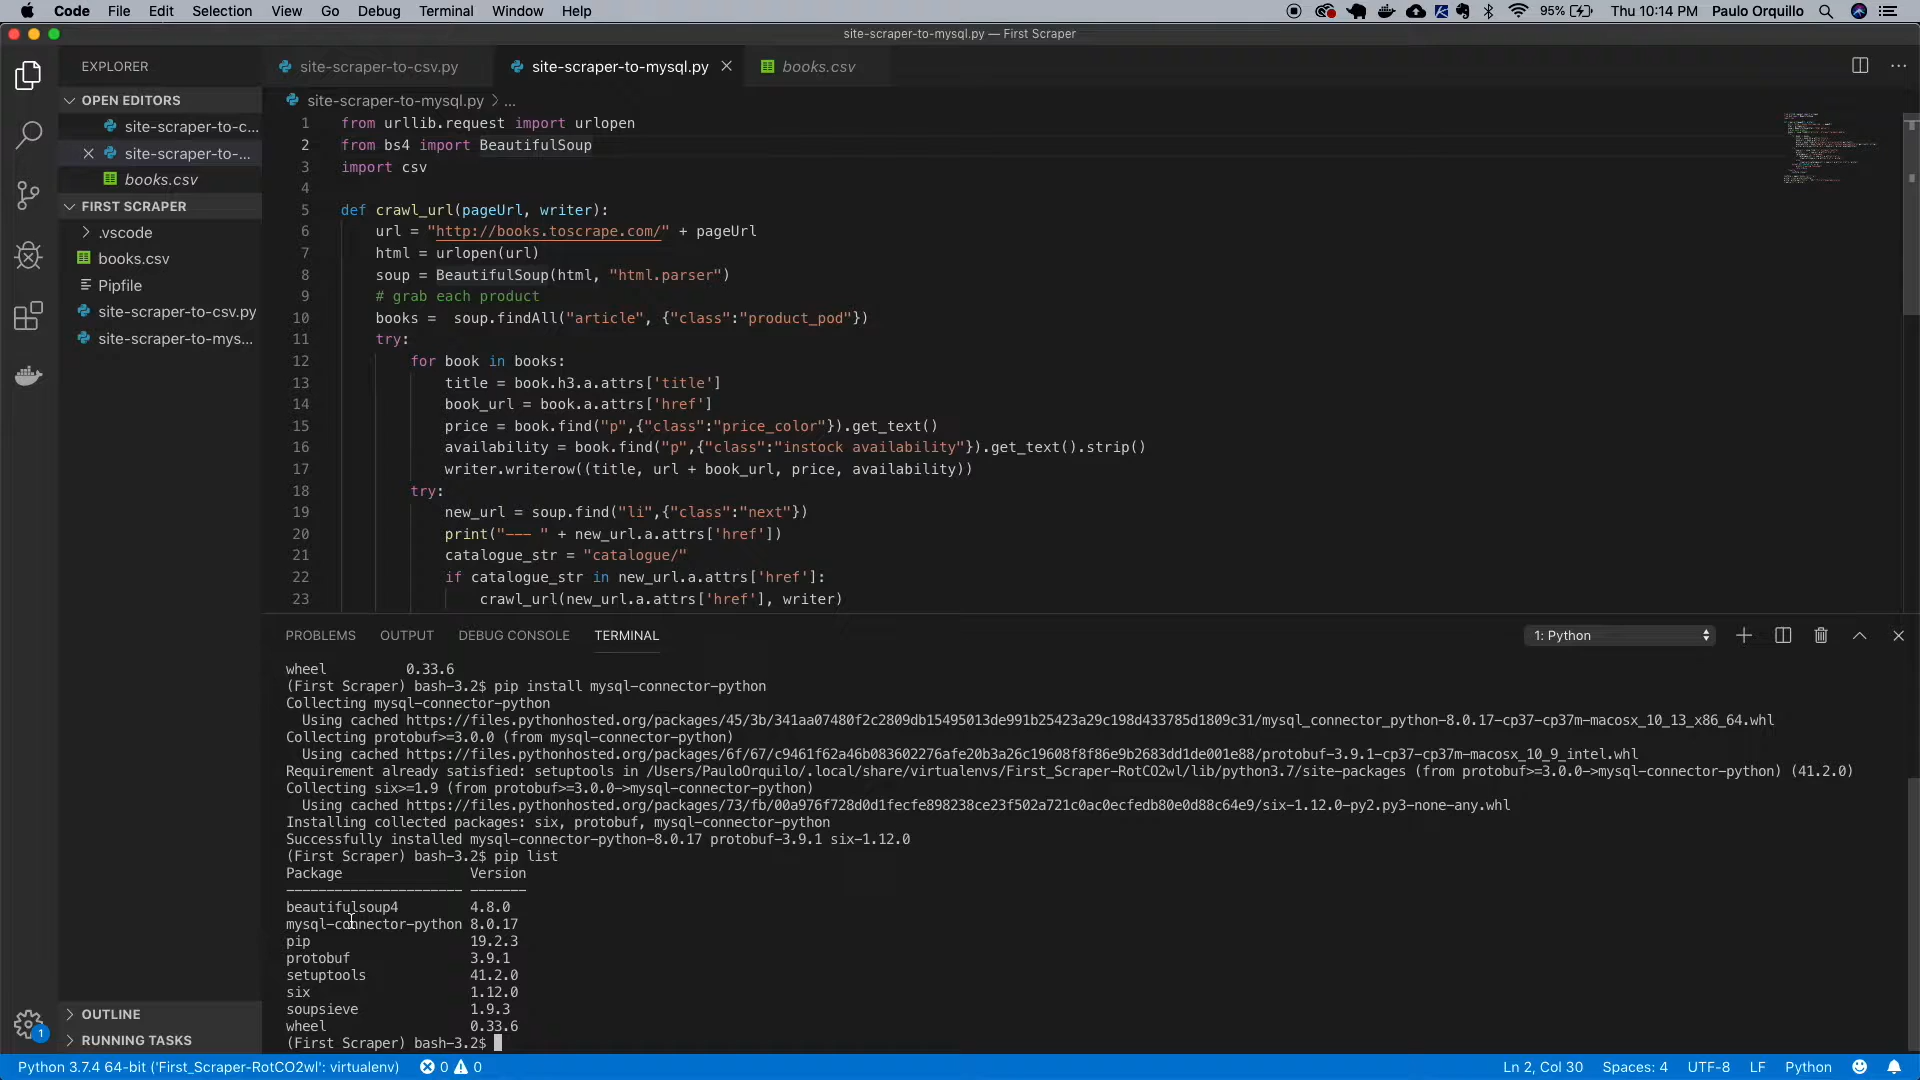 Code File Edit Selection View Go Debug Terminal Window Help 95% Thu 10:14 PM Paulo Orquillo
site-scraper-to-mysql.py — First Scraper
EXPLORER
OPEN EDITORS
site-scraper-to-c...
site-scraper-to-...
books.csv
FIRST SCRAPER
.vscode
books.csv
Pipfile
site-scraper-to-csv.py
site-scraper-to-mys...
OUTLINE
RUNNING TASKS
1
site-scraper-to-csv.py site-scraper-to-mysql.py books.csv
site-scraper-to-mysql.py > ...
1 from urllib.request import urlopen
2 from bs4 import BeautifulSoup
3 import csv
4
5 def crawl_url(pageUrl, writer):
6 url = "http://books.toscrape.com/" + pageUrl
7 html = urlopen(url)
8 soup = BeautifulSoup(html, "html.parser")
9 # grab each product
10 books =  soup.findAll("article", {"class":"product_pod"})
11 try:
12 for book in books:
13 title = book.h3.a.attrs['title']
14 book_url = book.a.attrs['href']
15 price = book.find("p",{"class":"price_color"}).get_text()
16 availability = book.find("p",{"class":"instock availability"}).get_text().strip()
17 writer.writerow((title, url + book_url, price, availability))
18 try:
19 new_url = soup.find("li",{"class":"next"})
20 print("--- " + new_url.a.attrs['href'])
21 catalogue_str = "catalogue/"
22 if catalogue_str in new_url.a.attrs['href']:
23 crawl_url(new_url.a.attrs['href'], writer)
PROBLEMS OUTPUT DEBUG CONSOLE TERMINAL 1: Python
wheel 0.33.6
(First Scraper) bash-3.2$ pip install mysql-connector-python
Collecting mysql-connector-python
Using cached https://files.pythonhosted.org/packages/45/3b/341aa07480f2c2809db15495013de991b25423a29c198d433785d1809c31/mysql_connector_python-8.0.17-cp37-cp37m-macosx_10_13_x86_64.whl
Collecting protobuf>=3.0.0 (from mysql-connector-python)
Using cached https://files.pythonhosted.org/packages/6f/67/c9461f62a46b083602276afe20b3a26c19608f8f86e9b2683dd1de001e88/protobuf-3.9.1-cp37-cp37m-macosx_10_9_intel.whl
Requirement already satisfied: setuptools in /Users/PauloOrquilo/.local/share/virtualenvs/First_Scraper-RotCO2wl/lib/python3.7/site-packages (from protobuf>=3.0.0->mysql-connector-python) (41.2.0)
Collecting six>=1.9 (from protobuf>=3.0.0->mysql-connector-python)
Using cached https://files.pythonhosted.org/packages/73/fb/00a976f728d0d1fecfe898238ce23f502a721c0ac0ecfedb80e0d88c64e9/six-1.12.0-py2.py3-none-any.whl
Installing collected packages: six, protobuf, mysql-connector-python
Successfully installed mysql-connector-python-8.0.17 protobuf-3.9.1 six-1.12.0
(First Scraper) bash-3.2$ pip list
Package Version
---------------------- -------
beautifulsoup4 4.8.0
mysql-connector-python 8.0.17
pip 19.2.3
protobuf 3.9.1
setuptools 41.2.0
six 1.12.0
soupsieve 1.9.3
wheel 0.33.6
(First Scraper) bash-3.2$
Python 3.7.4 64-bit ('First_Scraper-RotCO2wl': virtualenv) 0 0 Ln 2, Col 30 Spaces: 4 UTF-8 LF Python